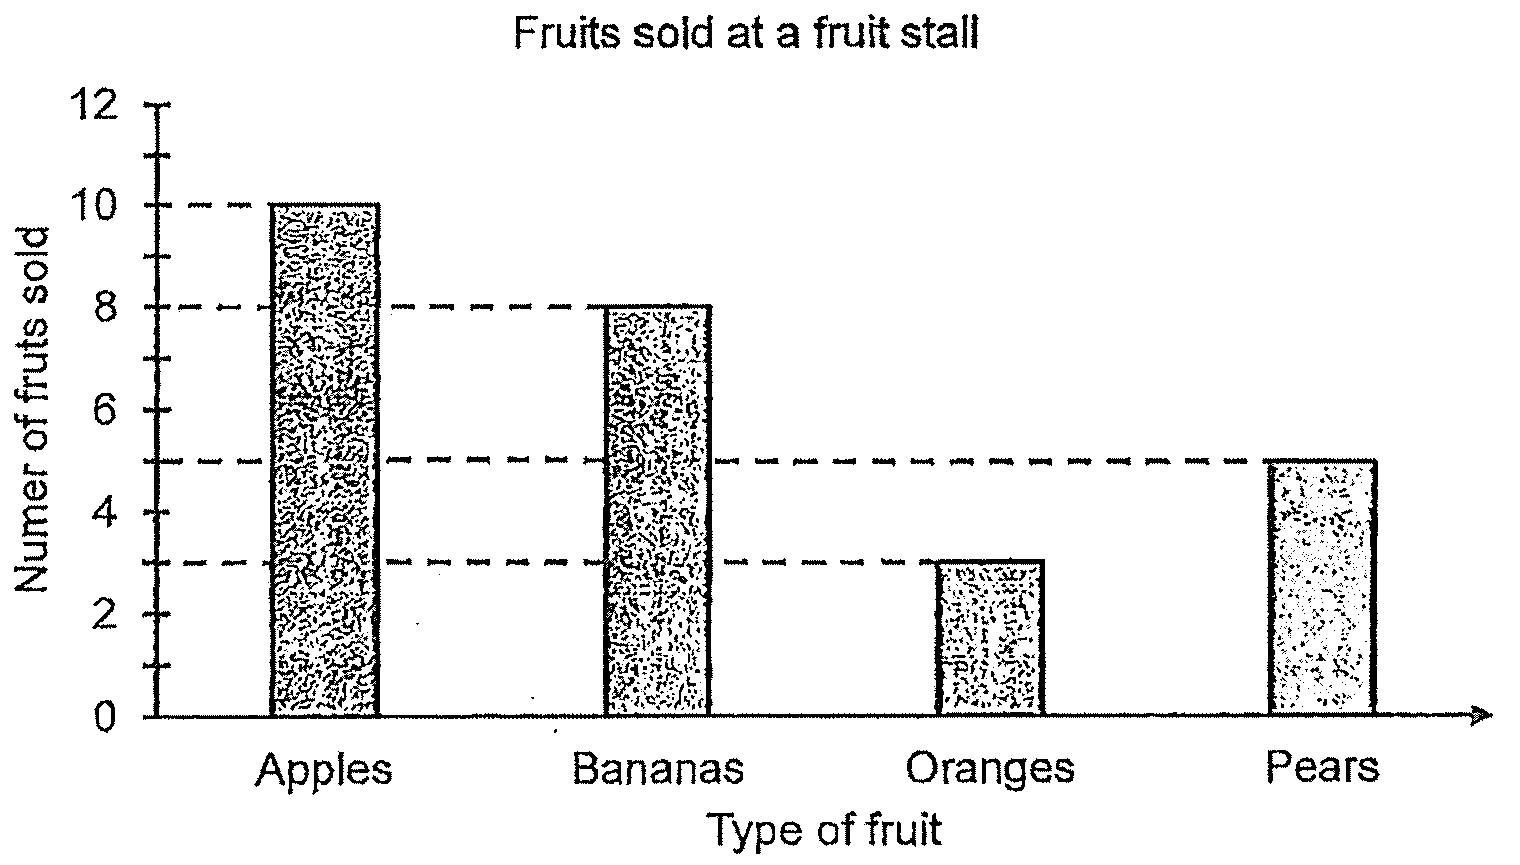 Fruits sold at a fruit stall
12
10
8
6
4
2
0
Numer of fruts sold
Apples Bananas Oranges Pears
Type of fruit